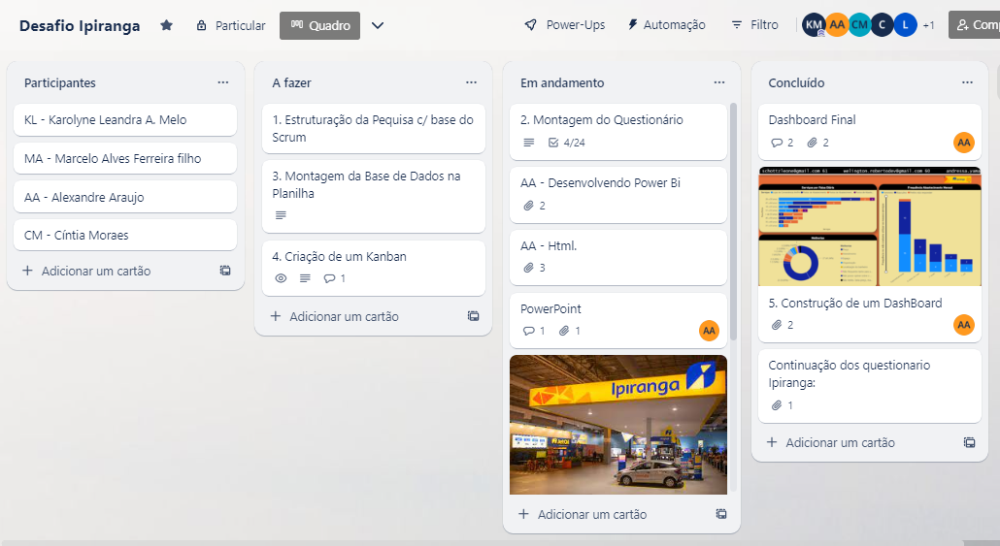 Desafio Ipiranga
Particular
Quadro
Power-Ups
Automação
Filtro
KM
AA
CM
C
L
+1
Comp
Participantes
KL - Karolyne Leandra A. Melo
MA - Marcelo Alves Ferreira filho
AA - Alexandre Araujo
CM - Cíntia Moraes
Adicionar um cartão
A fazer
1. Estruturação da Pequisa c/ base do
Scrum
3. Montagem da Base de Dados na
Planilha
4. Criação de um Kanban
1
Adicionar um cartão
Em andamento
2. Montagem do Questionário
4/24
AA - Desenvolvendo Power Bi
2
AA - Html.
3
PowerPoint
1
1
AA
Ipiranga
Adicionar um cartão
Concluído
Dashboard Final
2
2
AA
5. Construção de um DashBoard
2
AA
Continuação dos questionario
Ipiranga:
1
Adicionar um cartão